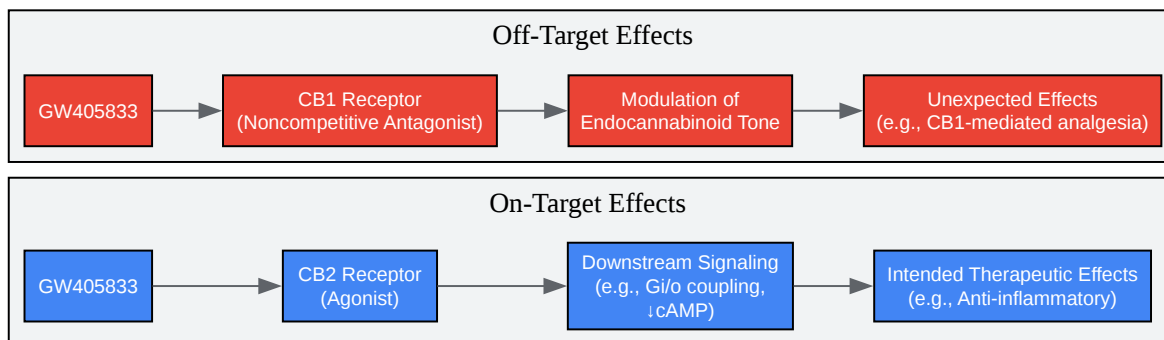 Off-Target Effects
GW405833
CB1 Receptor
(Noncompetitive Antagonist)
Modulation of
Endocannabinoid Tone
Unexpected Effects
(e.g., CB1-mediated analgesia)
On-Target Effects
GW405833
CB2 Receptor
(Agonist)
Downstream Signaling
(e.g., Gi/o coupling,
↓cAMP)
Intended Therapeutic Effects
(e.g., Anti-inflammatory)